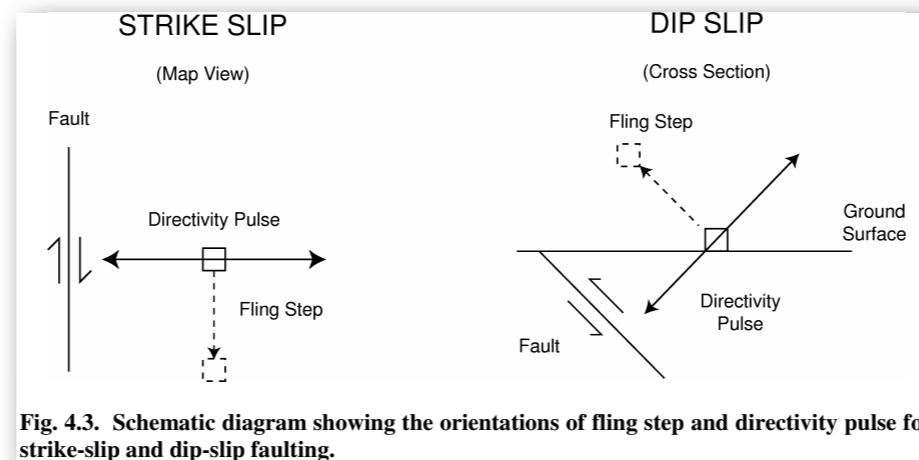 STRIKE SLIP
(Map View)
Fault
Directivity Pulse
Fling Step
DIP SLIP
(Cross Section)
Fling Step
Ground
Surface
Directivity
Pulse
Fault
Fig. 4.3. Schematic diagram showing the orientations of fling step and directivity pulse fo
strike-slip and dip-slip faulting.